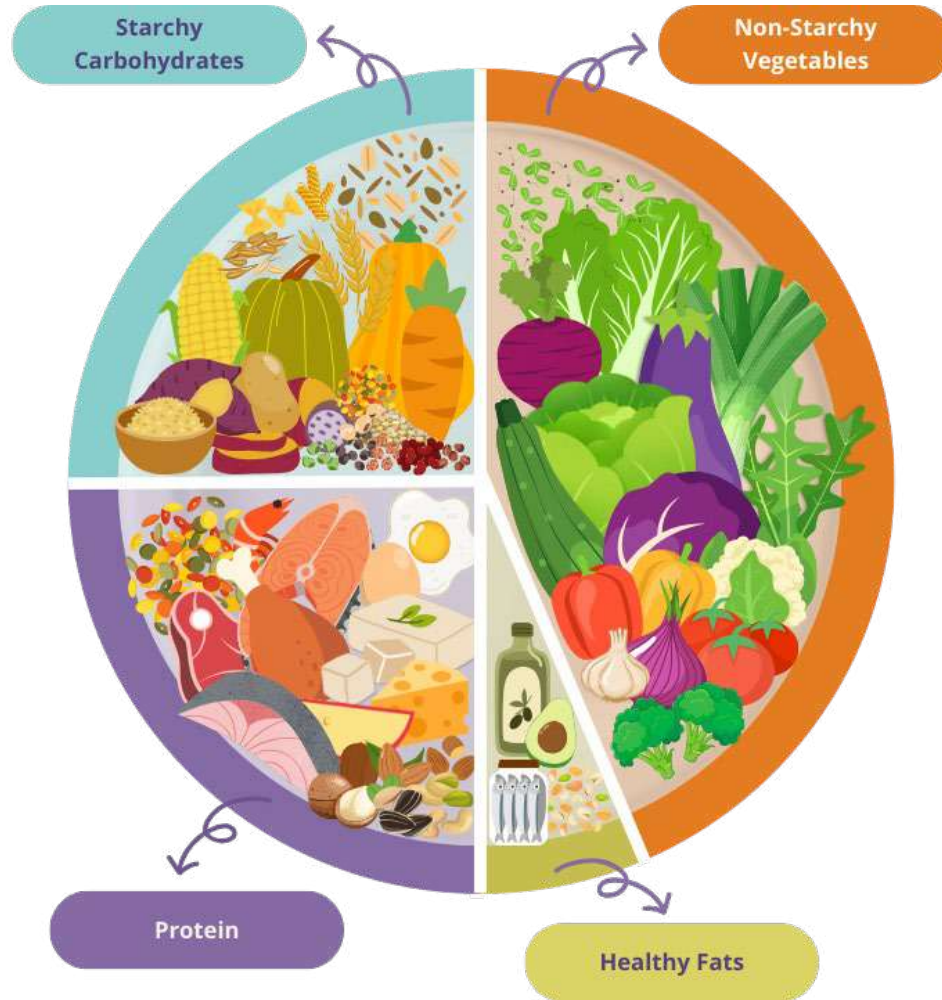 Starchy
Carbohydrates
Non-Starchy
Vegetables
Protein
Healthy Fats